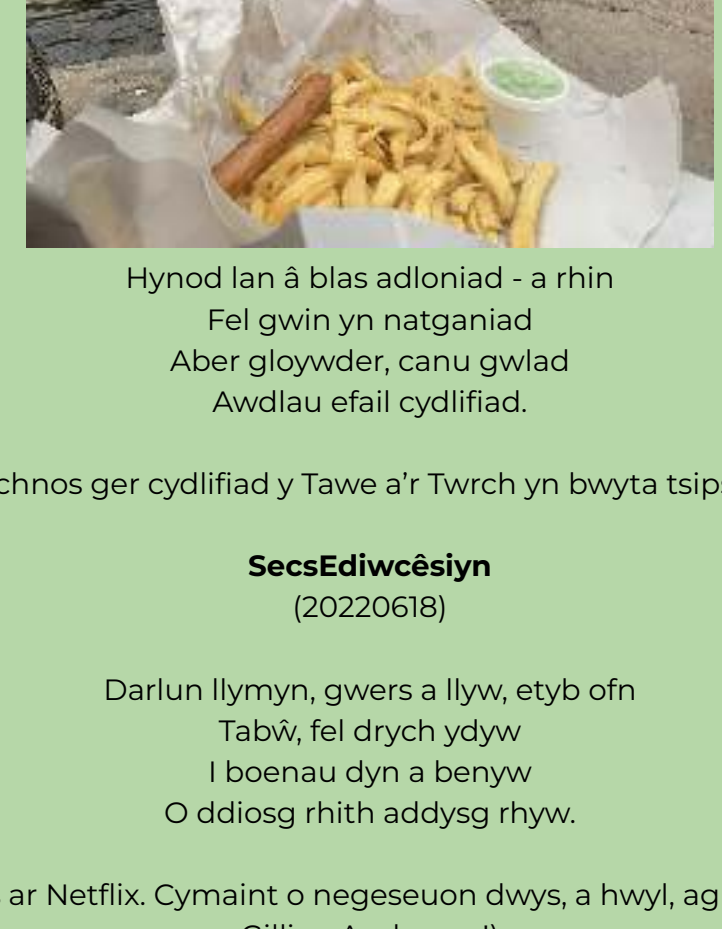 Hynod lan â blas adloniad - a rhin
Fel gwin yn natganiad
Aber gloywder, canu gwlad
Awdlau efail cydlifiad.
ger cydlifiad y Tawe a'r Twrch yn bwyta
SecsEdiwcêsiyn
(20220618)
Darlun llymyn, gwers a llyw, etyb ofn
Tabŵ, fel drych ydyw
I boenau dyn a benyw
O ddiosg rhith addysg rhyw.
ar Netflix. Cymaint o negeseuon dwys, a hwyl,